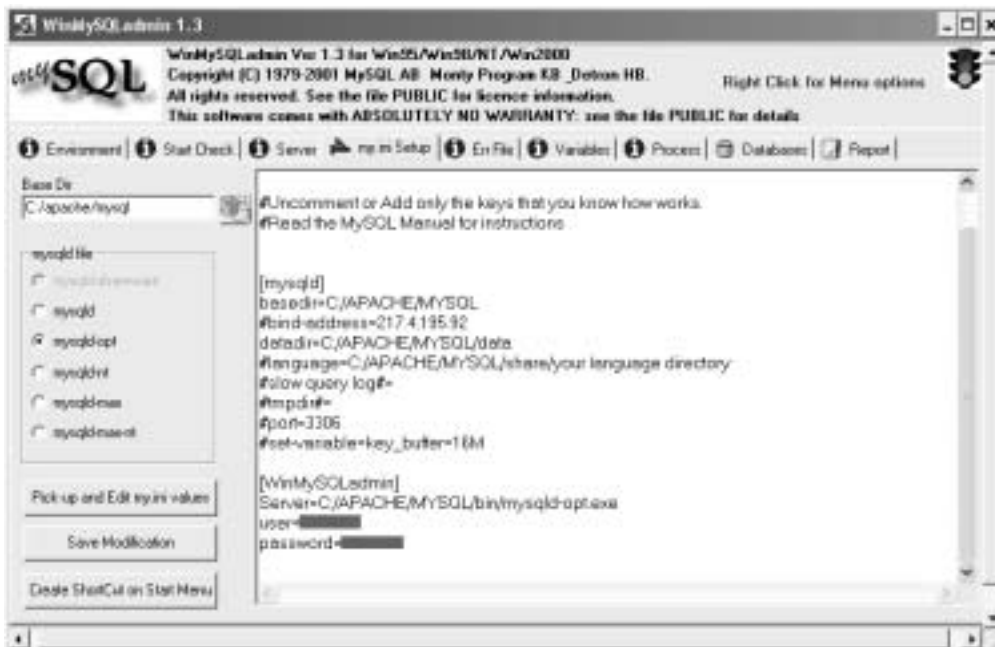 WinMySQLadmin 1.3
WinMySQLadmin Ver 1.3 for Win95/Win98/NT/Win2000
Copyright (C) 1979-2001 MySQL AB Monty Program KB Detron HB.
All rights reserved. See the file PUBLIC for licence information.
This software comes with ABSOLUTELY NO WARRANTY: see the file PUBLIC for details
MySQL
Right Click for Menu options
Environment Start Check Server my.ini Setup Err File Variables Process Databases Report
Base Dir
C:/apache/mysql
mysqld file
mysqld
mysqld-opt
mysqld-nt
mysqld-max
mysqld-max-nt
Pick-up and Edit my.ini values
Save Modification
Create ShortCut on Start Menu
#Uncomment or Add only the keys that you know how works.
#Read the MySQL Manual for instructions
[mysqld]
basedir=C:/APACHE/MYSQL
#bind-address=217.4.195.92
datadir=C:/APACHE/MYSQL/data
#language=C:/APACHE/MYSQL/share/your language directory
#slow query log#=
#tmpdir#=
#port=3306
#set-variable=key_buffer=16M
[WinMySQLadmin]
Server=C:/APACHE/MYSQL/bin/mysqld-opt.exe
user=
password=